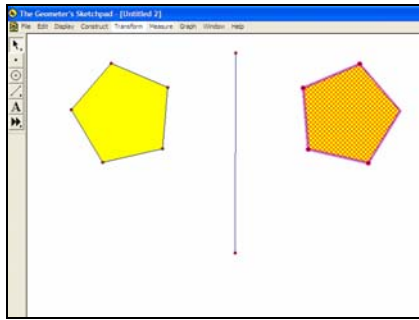 The Geometer's Sketchpad - [Untitled 2]
File Edit Display Construct Transform Measure Graph Window Help
A